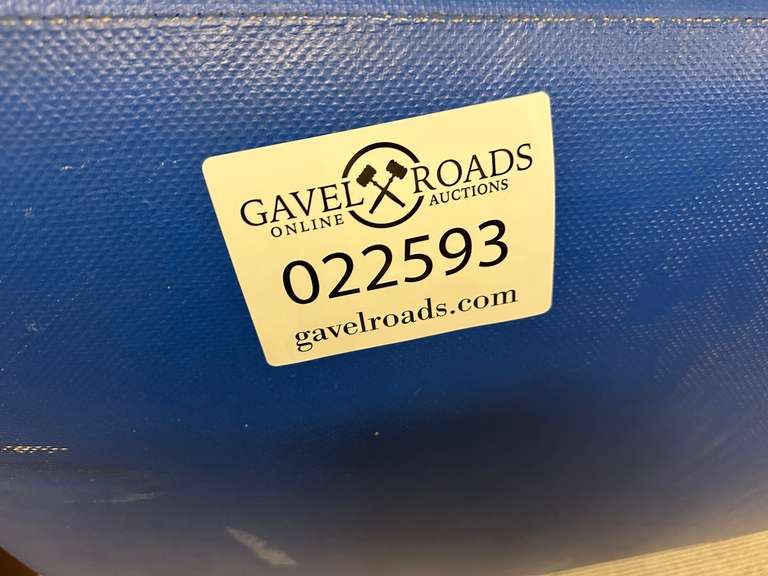 GAVEL ROADS
ONLINE AUCTIONS
022593
gavelroads.com